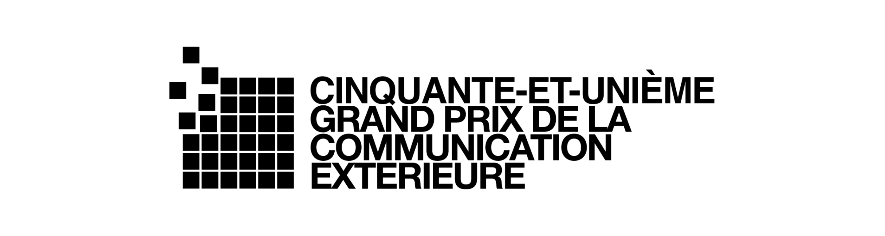 CINQUANTE-ET-UNIÈME
GRAND PRIX DE LA
COMMUNICATION
EXTERIEURE